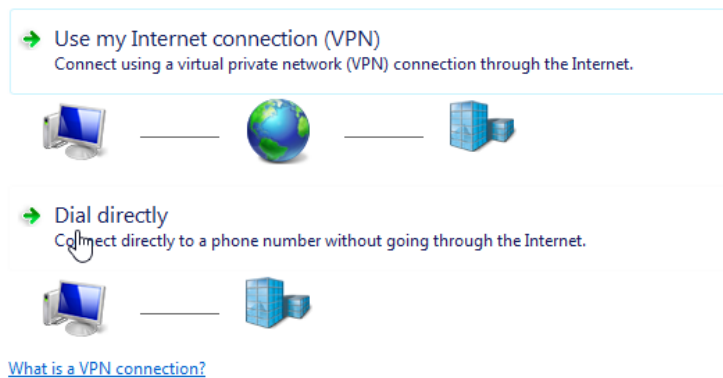 Use my Internet connection (VPN)
Connect using a virtual private network (VPN) connection through the Internet.
Dial directly
Connect directly to a phone number without going through the Internet.
What is a VPN connection?